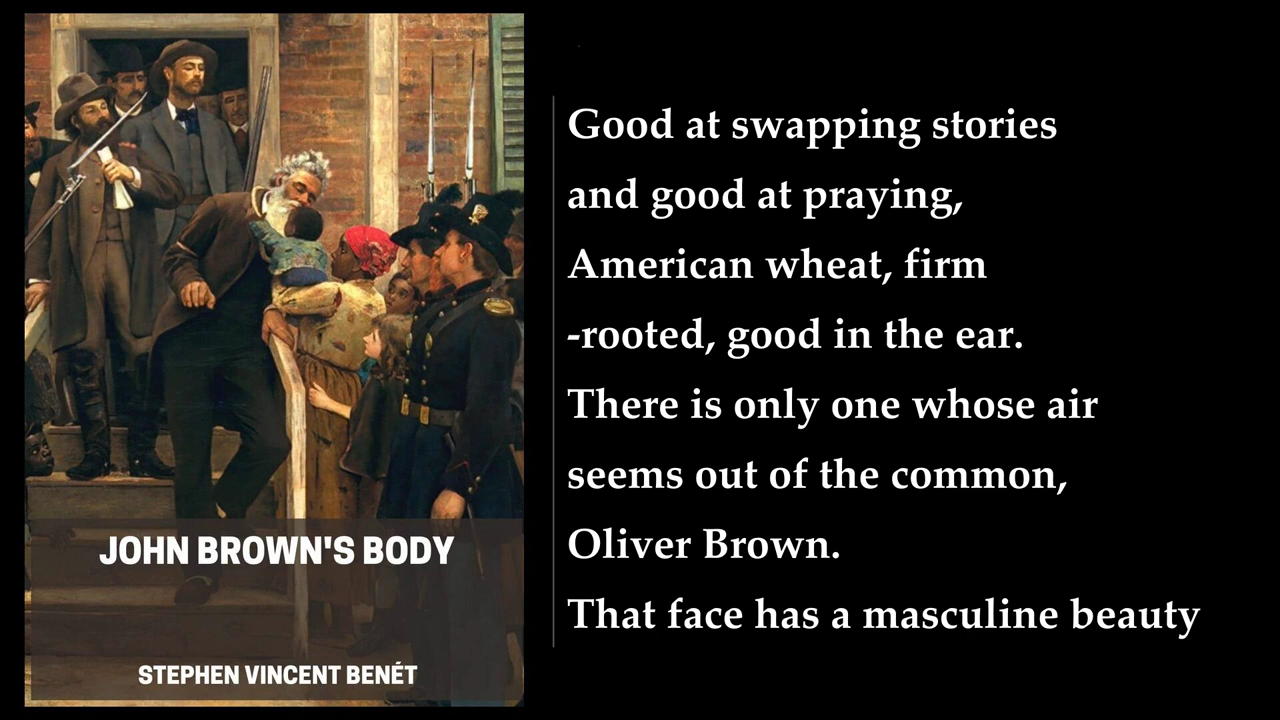 JOHN BROWN'S BODY
STEPHEN VINCENT BENÉT
Good at swapping stories
and good at praying,
American wheat, firm
-rooted, good in the ear.
There is only one whose air
seems out of the common,
Oliver Brown.
That face has a masculine beauty